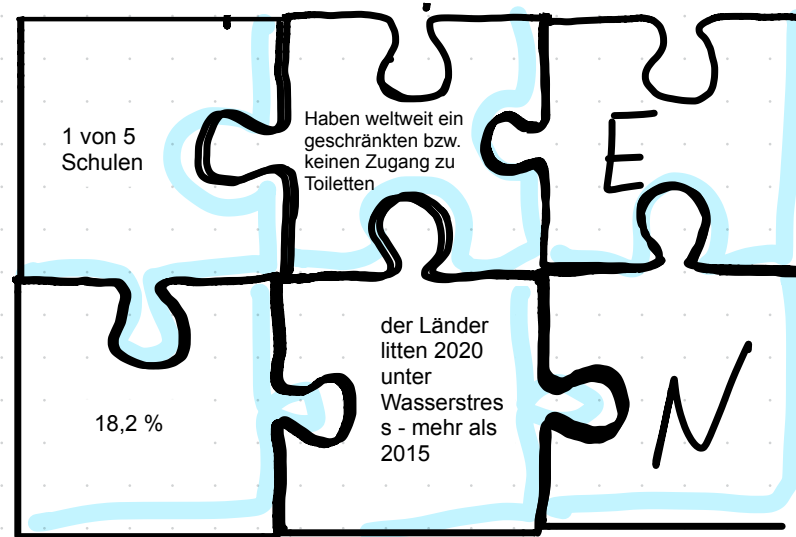 1 von 5
Schulen
Haben weltweit ein
geschränkten bzw.
keinen Zugang zu
Toiletten
E
18,2 %
der Länder
litten 2020
unter
Wasserstres
s - mehr als
2015
N